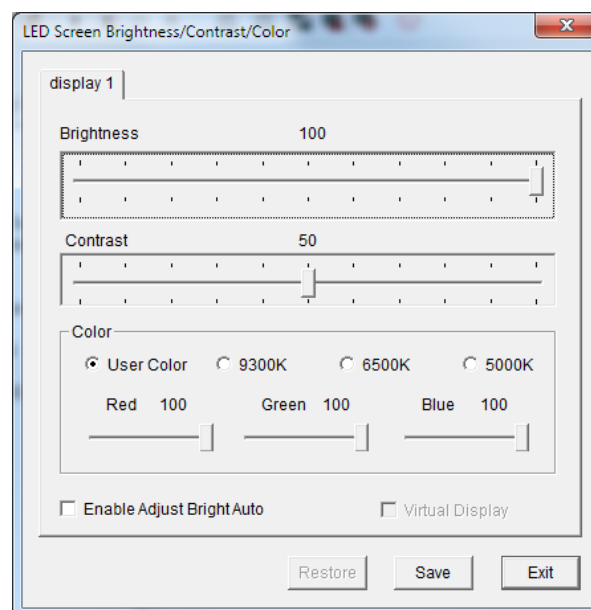 LED Screen Brightness/Contrast/Color
display 1
Brightness 100
Contrast 50
Color
User Color 9300K 6500K 5000K
Red 100 Green 100 Blue 100
Enable Adjust Bright Auto Virtual Display
Restore Save Exit